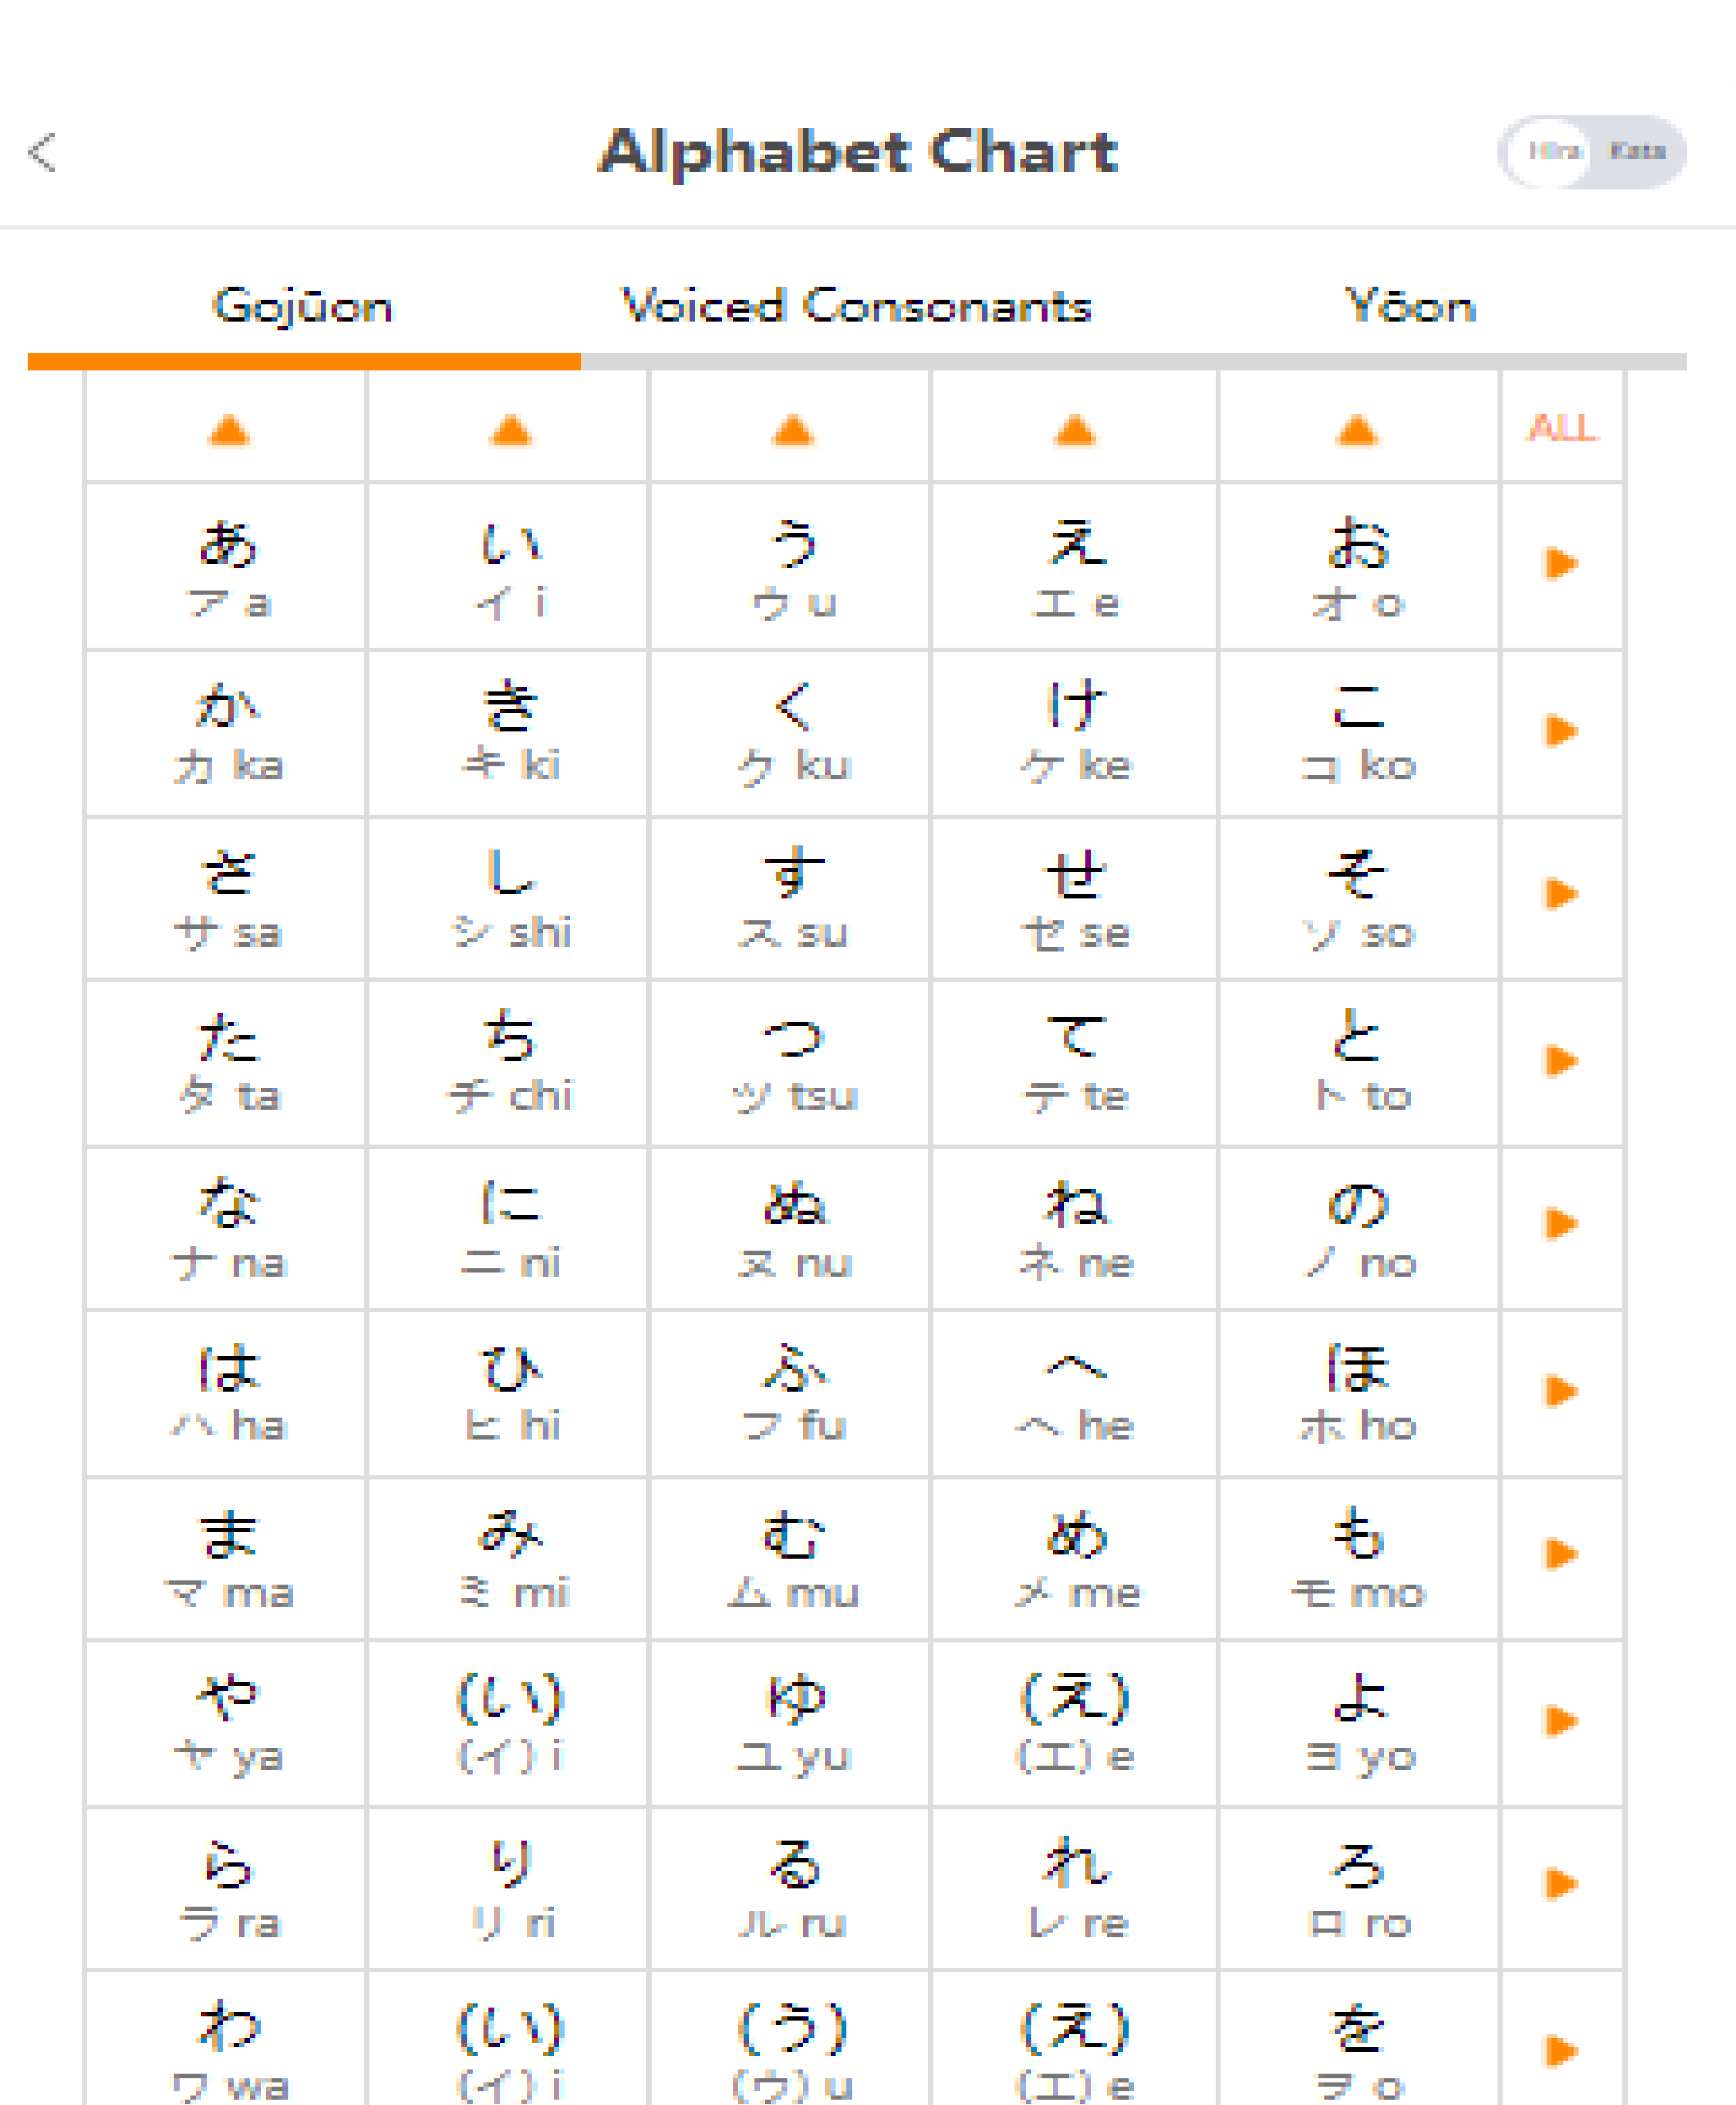 Alphabet Chart
Hira Kata
Gojūon Voiced Consonants Yōon
ALL
あ い う え お
ア a イ i ウ u エ e オ o
か き く け こ
カ ka キ ki ク ku ケ ke コ ko
さ し す せ そ
サ sa シ shi ス su セ se ソ so
た ち つ て と
タ ta チ chi ツ tsu テ te ト to
な に ぬ ね の
ナ na ニ ni ヌ nu ネ ne ノ no
は ひ ふ へ ほ
ハ ha ヒ hi フ fu ヘ he ホ ho
ま み む め も
マ ma ミ mi ム mu メ me モ mo
や (い) ゆ (え) よ
ヤ ya (イ) i ユ yu (エ) e ヨ yo
ら り る れ ろ
ラ ra リ ri ル ru レ re ロ ro
わ (い) (う) (え) を
ワ wa (イ) i (ウ) u (エ) e ヲ o